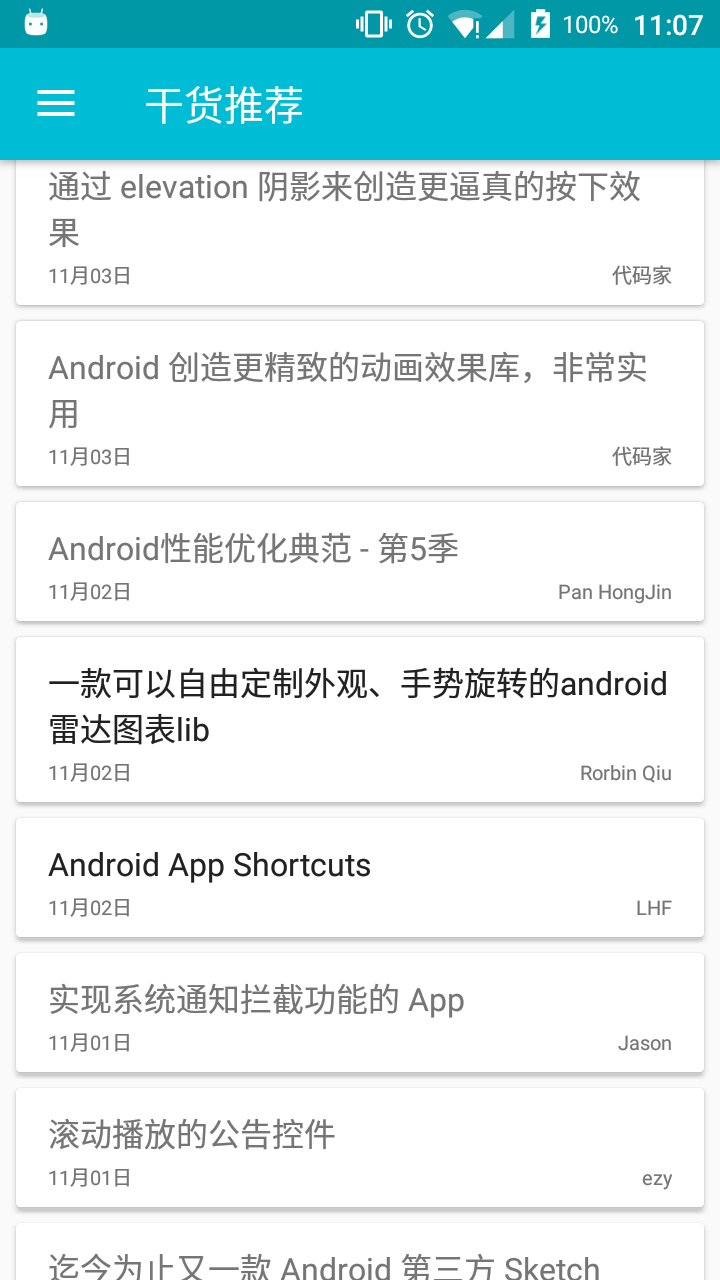 100% 11:07
干货推荐
通过 elevation 阴影来创造更逼真的按下效
果
11月03日 代码家
Android 创造更精致的动画效果库，非常实
用
11月03日 代码家
Android性能优化典范 - 第5季
11月02日 Pan HongJin
一款可以自由定制外观、手势旋转的android
雷达图表lib
11月02日 Rorbin Qiu
Android App Shortcuts
11月02日 LHF
实现系统通知拦截功能的 App
11月01日 Jason
滚动播放的公告控件
11月01日 ezy
迄今为止又一款 Android 第三方 Sketch